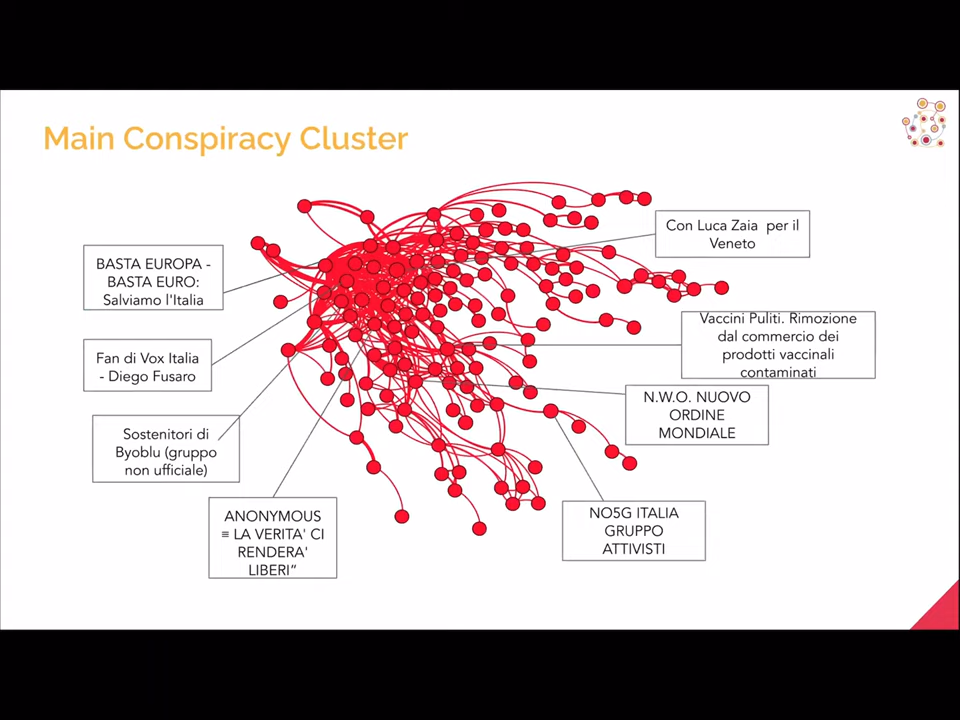 Main Conspiracy Cluster
BASTA EUROPA -
BASTA EURO:
Salviamo l'Italia
Fan di Vox Italia
- Diego Fusaro
Sostenitori di
Byoblu (gruppo
non ufficiale)
ANONYMOUS
≡ LA VERITA' CI
RENDERA'
LIBERI”
Con Luca Zaia per il
Veneto
Vaccini Puliti. Rimozione
dal commercio dei
prodotti vaccinali
contaminati
N.W.O. NUOVO
ORDINE
MONDIALE
NO5G ITALIA
GRUPPO
ATTIVISTI